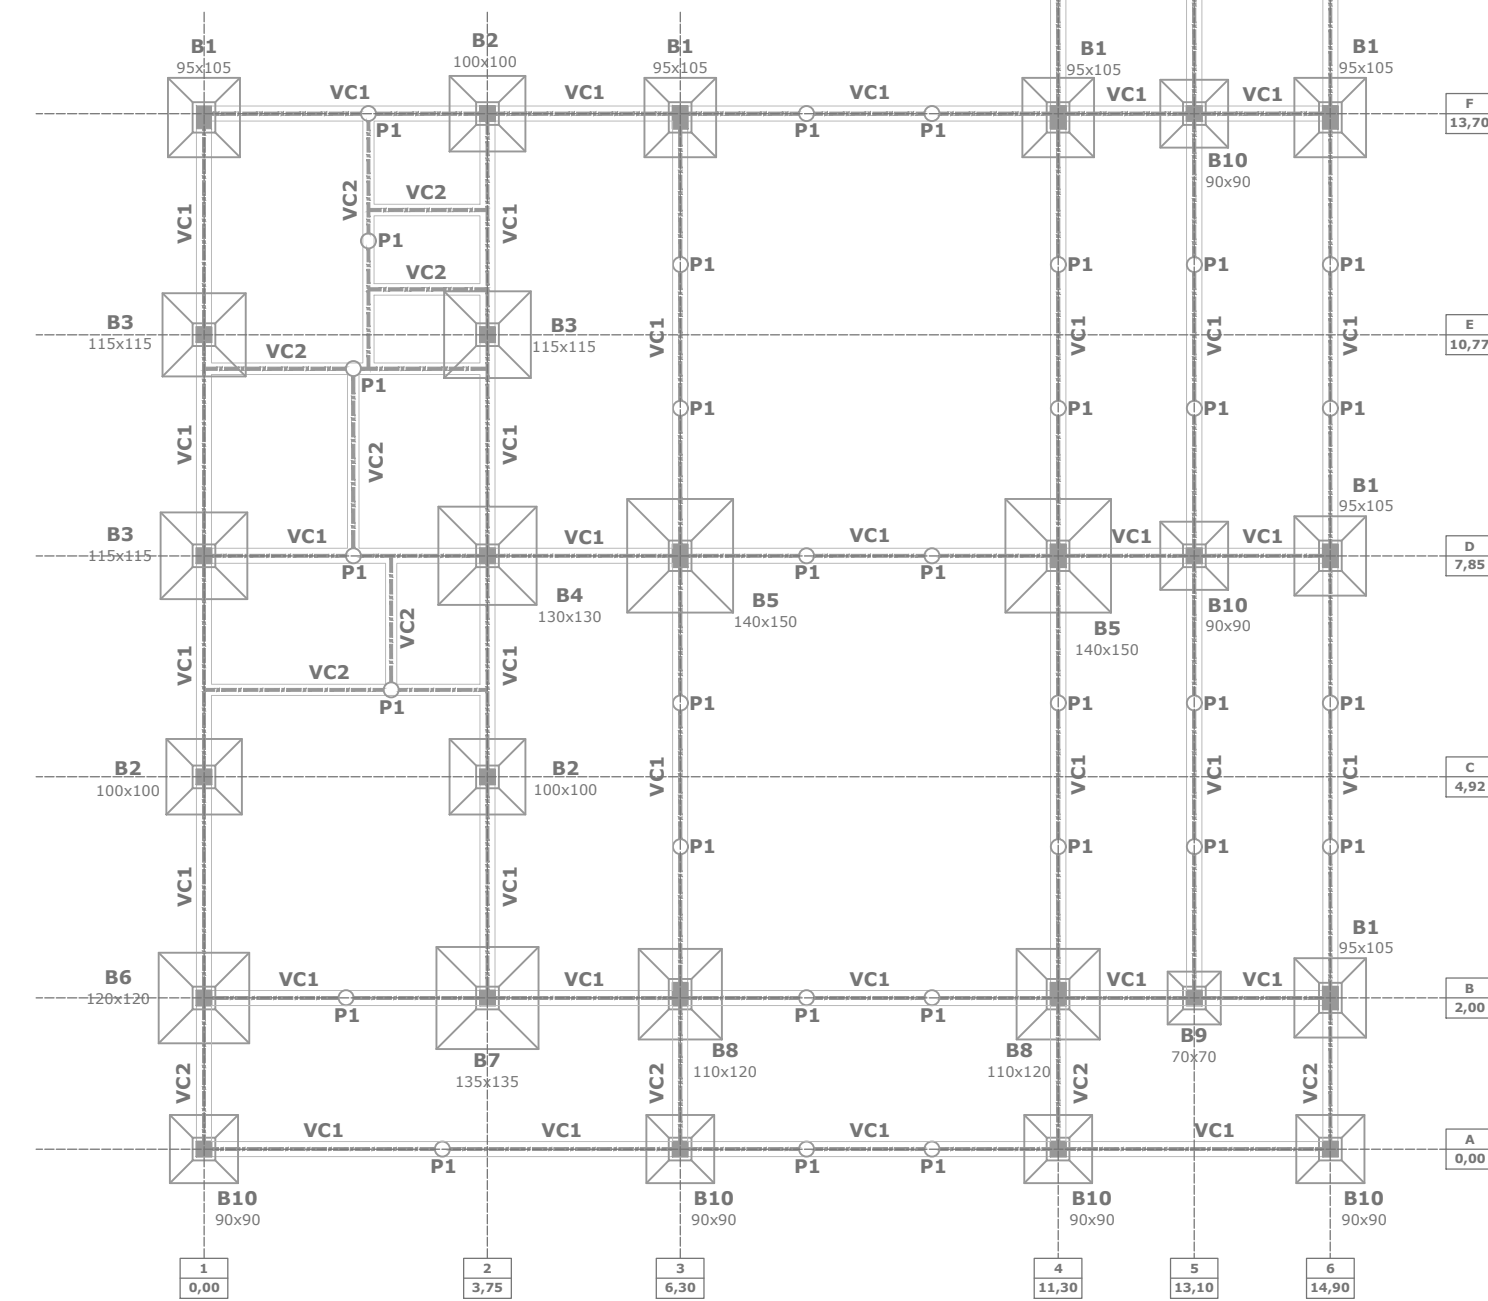 B1
95x105
B2
100x100
B1
95x105
B1
95x105
B1
95x105
VC1
VC1
VC1
VC1
VC1
F
13,70
P1
P1
P1
B10
90x90
VC1
VC2
VC2
VC1
P1
VC2
P1
P1
P1
P1
B3
115x115
B3
115x115
VC1
VC1
VC1
VC1
E
10,77
VC2
P1
P1
P1
P1
P1
VC1
VC2
VC1
B1
95x105
B3
115x115
VC1
VC1
VC1
VC1
VC1
D
7,85
P1
P1
P1
B4
130x130
B5
140x150
B5
140x150
B10
90x90
VC1
VC2
VC1
VC2
P1
P1
P1
P1
P1
B2
100x100
B2
100x100
VC1
VC1
VC1
VC1
C
4,92
P1
P1
P1
P1
VC1
VC1
B1
95x105
B6
120x120
VC1
VC1
VC1
VC1
VC1
B
2,00
P1
P1
P1
B7
135x135
B8
110x120
B8
110x120
B9
70x70
VC2
VC2
VC2
VC2
VC1
VC1
VC1
VC1
A
0,00
P1
P1
P1
B10
90x90
B10
90x90
B10
90x90
B10
90x90
1
0,00
2
3,75
3
6,30
4
11,30
5
13,10
6
14,90